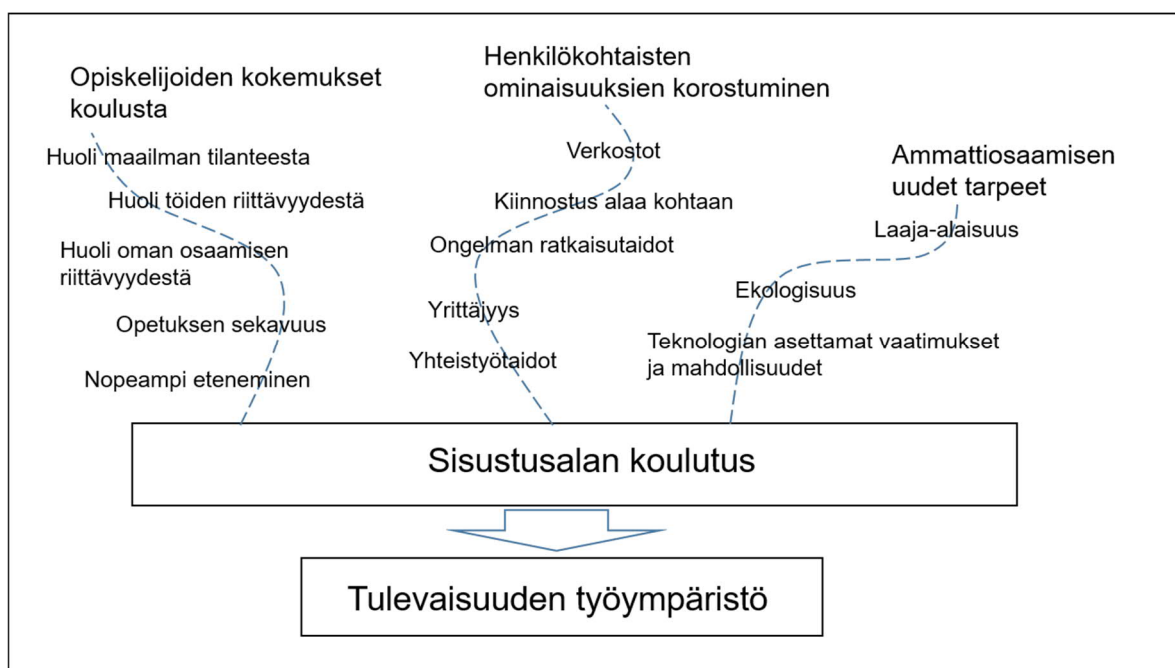 Opiskelijoiden kokemukset
koulusta
Huoli maailman tilanteesta
Huoli töiden riittävyydestä
Huoli oman osaamisen
riittävyydestä
Opetuksen sekavuus
Nopeampi eteneminen
Henkilökohtaisten
ominaisuuksien korostuminen
Verkostot
Kiinnostus alaa kohtaan
Ongelman ratkaisutaidot
Yrittäjyys
Yhteistyötaidot
Ammattiosaamisen
uudet tarpeet
Laaja-alaisuus
Ekologisuus
Teknologian asettamat vaatimukset
ja mahdollisuudet
Sisustusalan koulutus
Tulevaisuuden työympäristö